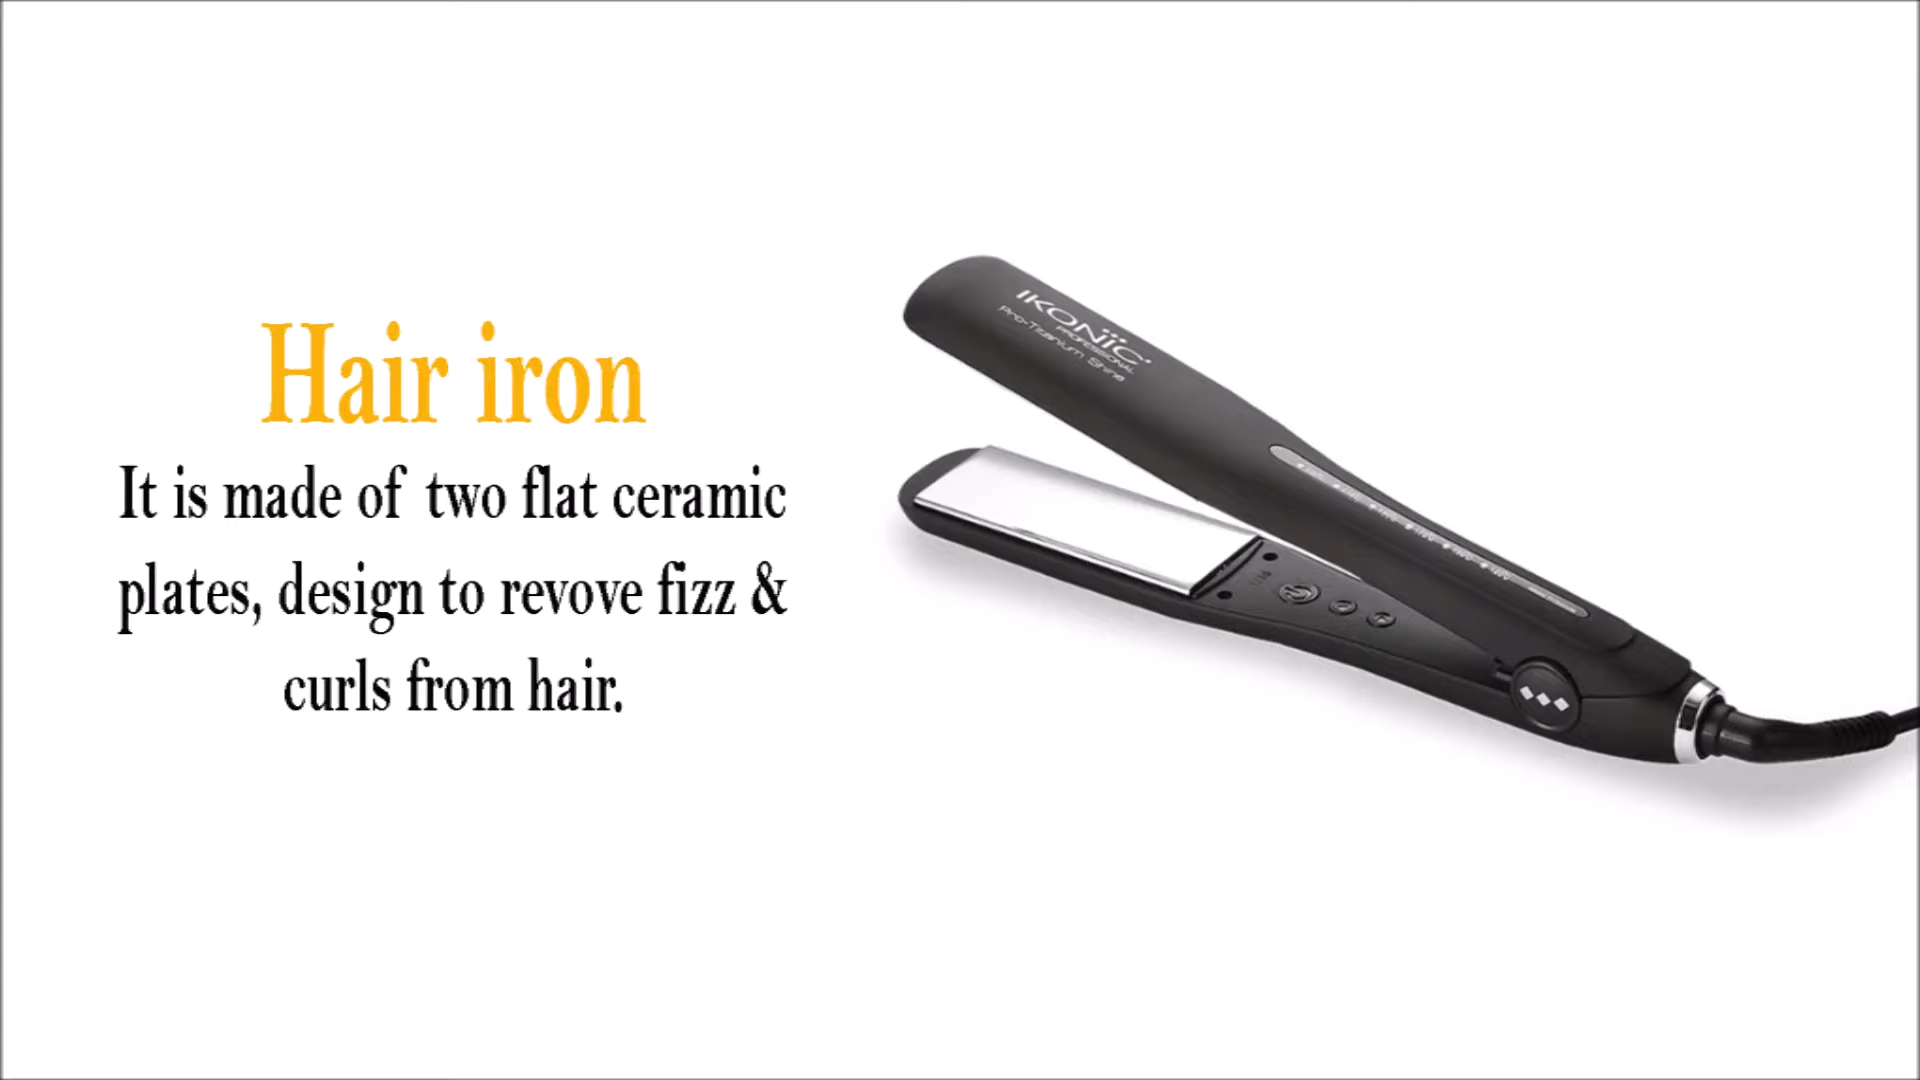 Hair iron
It is made of two flat ceramic
plates, design to revove fizz &
curls from hair.
IKONIC
PROFESSIONAL
Pro-Titanium Shine